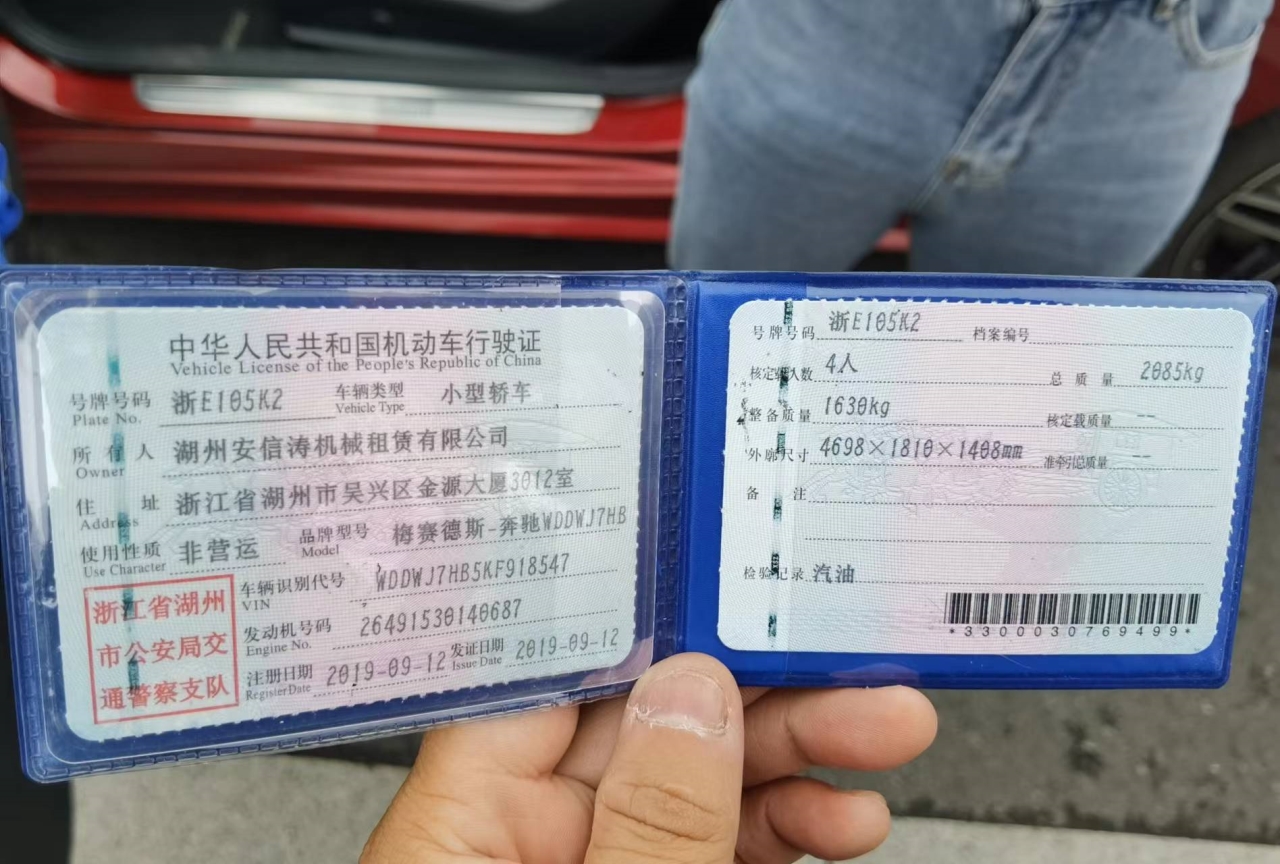 中华人民共和国机动车行驶证
Vehicle License of the People's Republic of China
号牌号码 浙E105K2 车辆类型 小型轿车
Plate No. Vehicle Type
所有人 湖州安信涛机械租赁有限公司
Owner
住址 浙江省湖州市吴兴区金源大厦3012室
Address
使用性质 非营运 品牌型号 梅赛德斯-奔驰WDDWJ7HB
Use Character Model
车辆识别代号 WDDWJ7HB5KF918547
VIN
发动机号码 26491530140687
Engine No.
注册日期 2019-09-12 发证日期 2019-09-12
Register Date Issue Date
浙江省湖州
市公安局交
通警察支队
号牌号码 浙E105K2 档案编号
核定载人数 4人 总质量 2085kg
整备质量 1630kg 核定载质量 --
外廓尺寸 4698×1810×1408mm 准牵引总质量 --
备注
检验记录 汽油
*3300030769499*